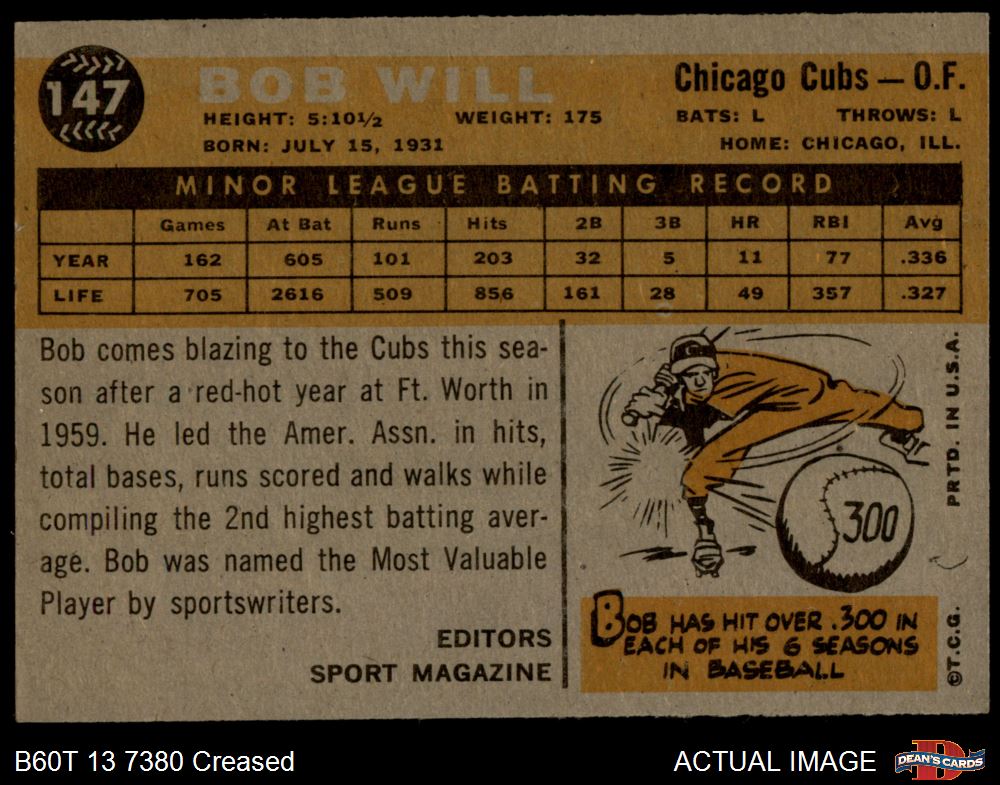 147
BOB WILL
Chicago Cubs — O.F.
HEIGHT: 5:10½ WEIGHT: 175 BATS: L THROWS: L
BORN: JULY 15, 1931 HOME: CHICAGO, ILL.
MINOR LEAGUE BATTING RECORD
Games At Bat Runs Hits 2B 3B HR RBI Avg
YEAR 162 605 101 203 32 5 11 77 .336
LIFE 705 2616 509 856 161 28 49 357 .327
Bob comes blazing to the Cubs this sea-
son after a red-hot year at Ft. Worth in
1959. He led the Amer. Assn. in hits,
total bases, runs scored and walks while
compiling the 2nd highest batting aver-
age. Bob was named the Most Valuable
Player by sportswriters.
EDITORS
SPORT MAGAZINE
300
BOB HAS HIT OVER .300 IN
EACH OF HIS 6 SEASONS
IN BASEBALL
©T.C.G. PRTD. IN U.S.A.
B60T 13 7380 Creased
ACTUAL IMAGE
DEAN'S CARDS